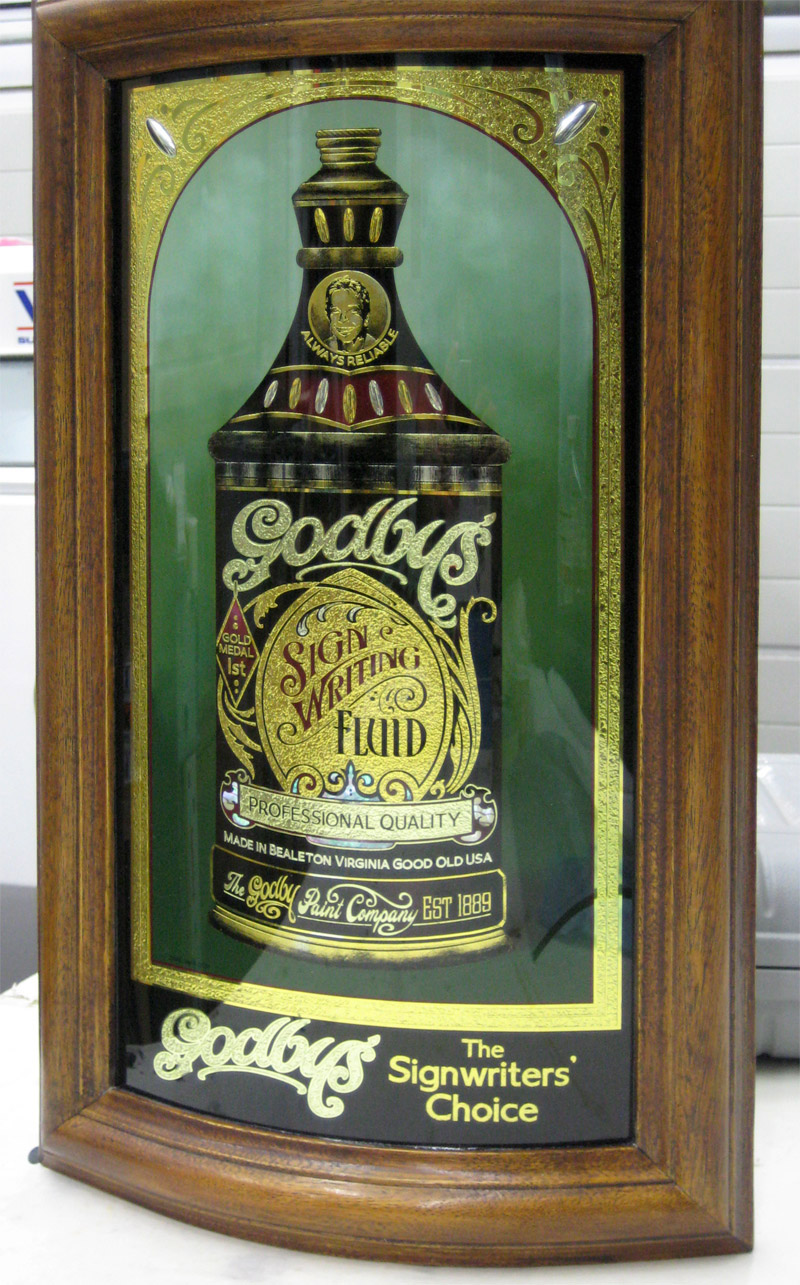 ALWAYS RELIABLE
Godbys'
GOLD
MEDAL
1st
SIGN
WRITING
FLUID
PROFESSIONAL QUALITY
MADE IN BEALETON VIRGINIA GOOD OLD USA
The Godby Paint Company EST 1889
Godbys'
The
Signwriters'
Choice